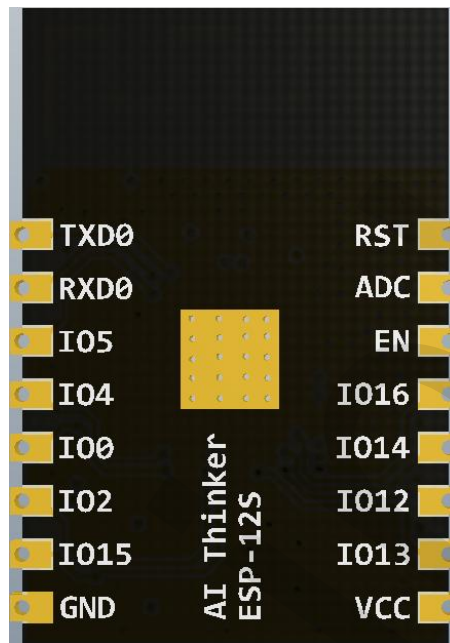 TXD0
RXD0
IO5
IO4
IO0
IO2
IO15
GND
RST
ADC
EN
IO16
IO14
IO12
IO13
VCC
AI Thinker
ESP-12S